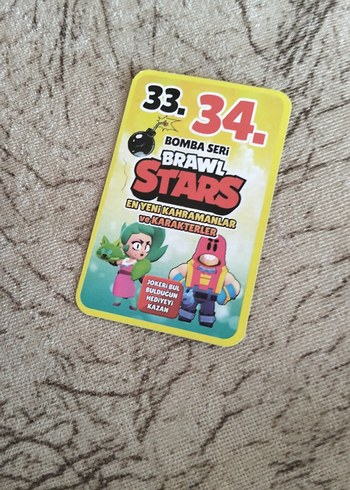 33. 34.
BOMBA SERİ
BRAWL
STARS
EN YENİ KAHRAMANLAR
ve KARAKTERLER
JOKERİ BUL
BULDUĞUN
HEDİYEYİ
KAZAN